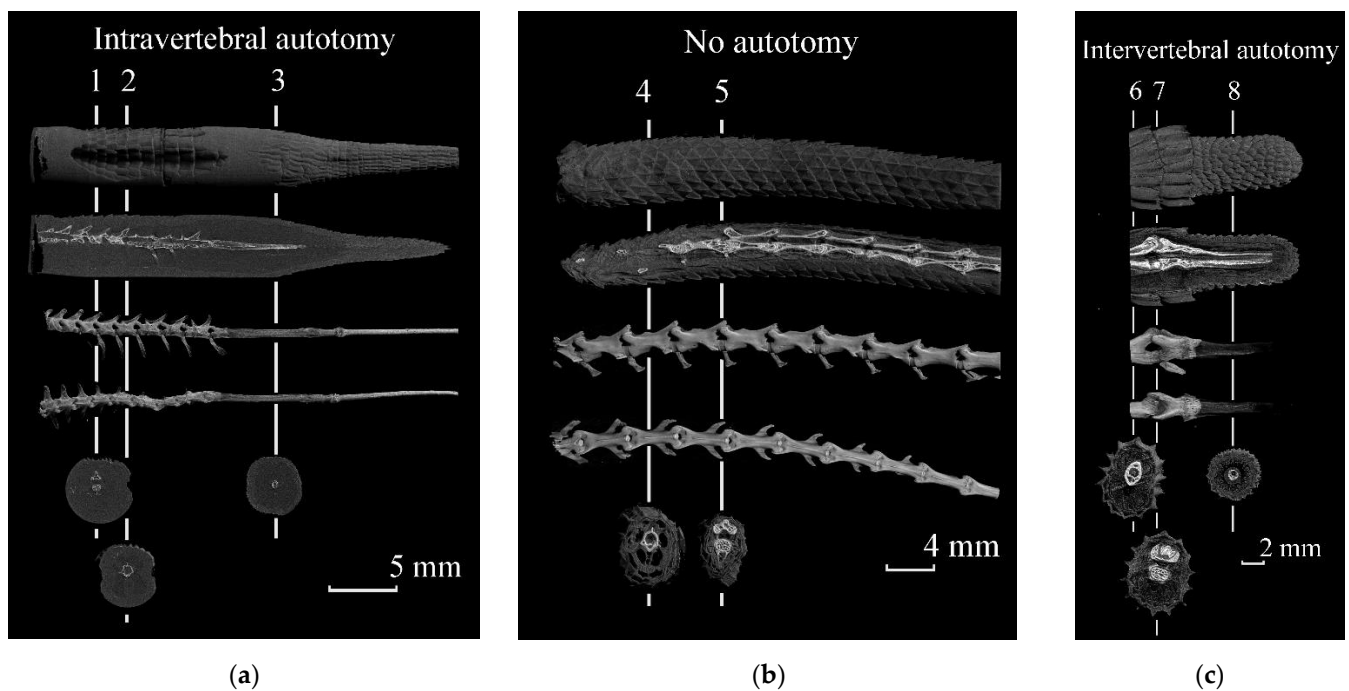 Intravertebral autotomy
1 2 3
5 mm
(a)
No autotomy
4 5
4 mm
(b)
Intervertebral autotomy
6 7 8
2 mm
(c)